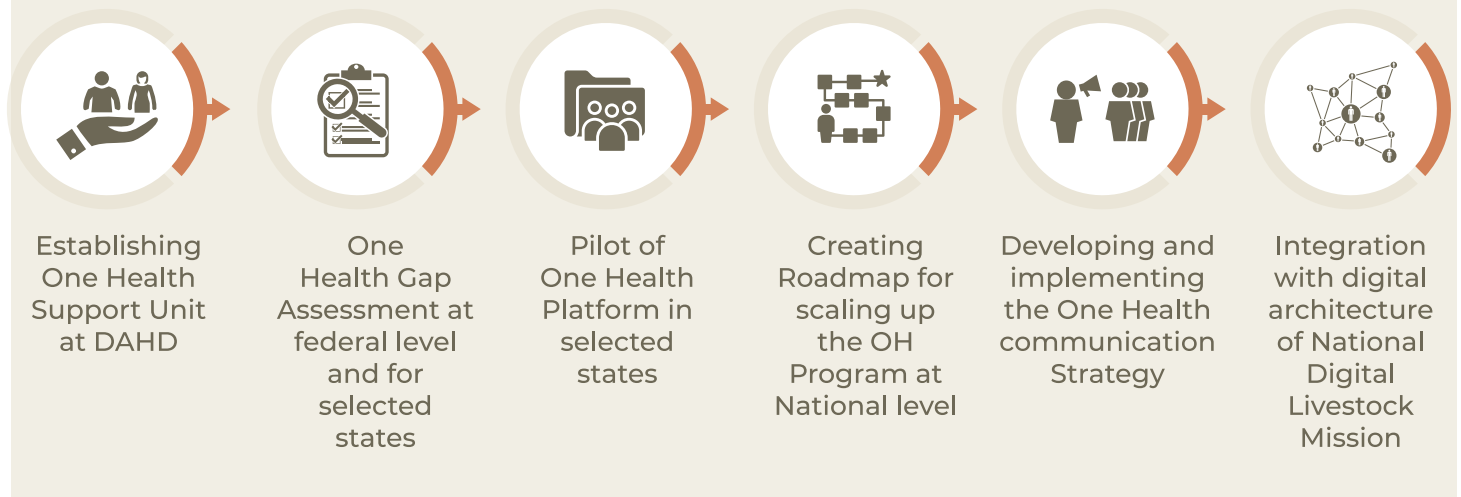 Establishing
One Health
Support Unit
at DAHD
One
Health Gap
Assessment at
federal level
and for
selected
states
Pilot of
One Health
Platform in
selected
states
Creating
Roadmap for
scaling up
the OH
Program at
National level
Developing and
implementing
the One Health
communication
Strategy
Integration
with digital
architecture
of National
Digital
Livestock
Mission